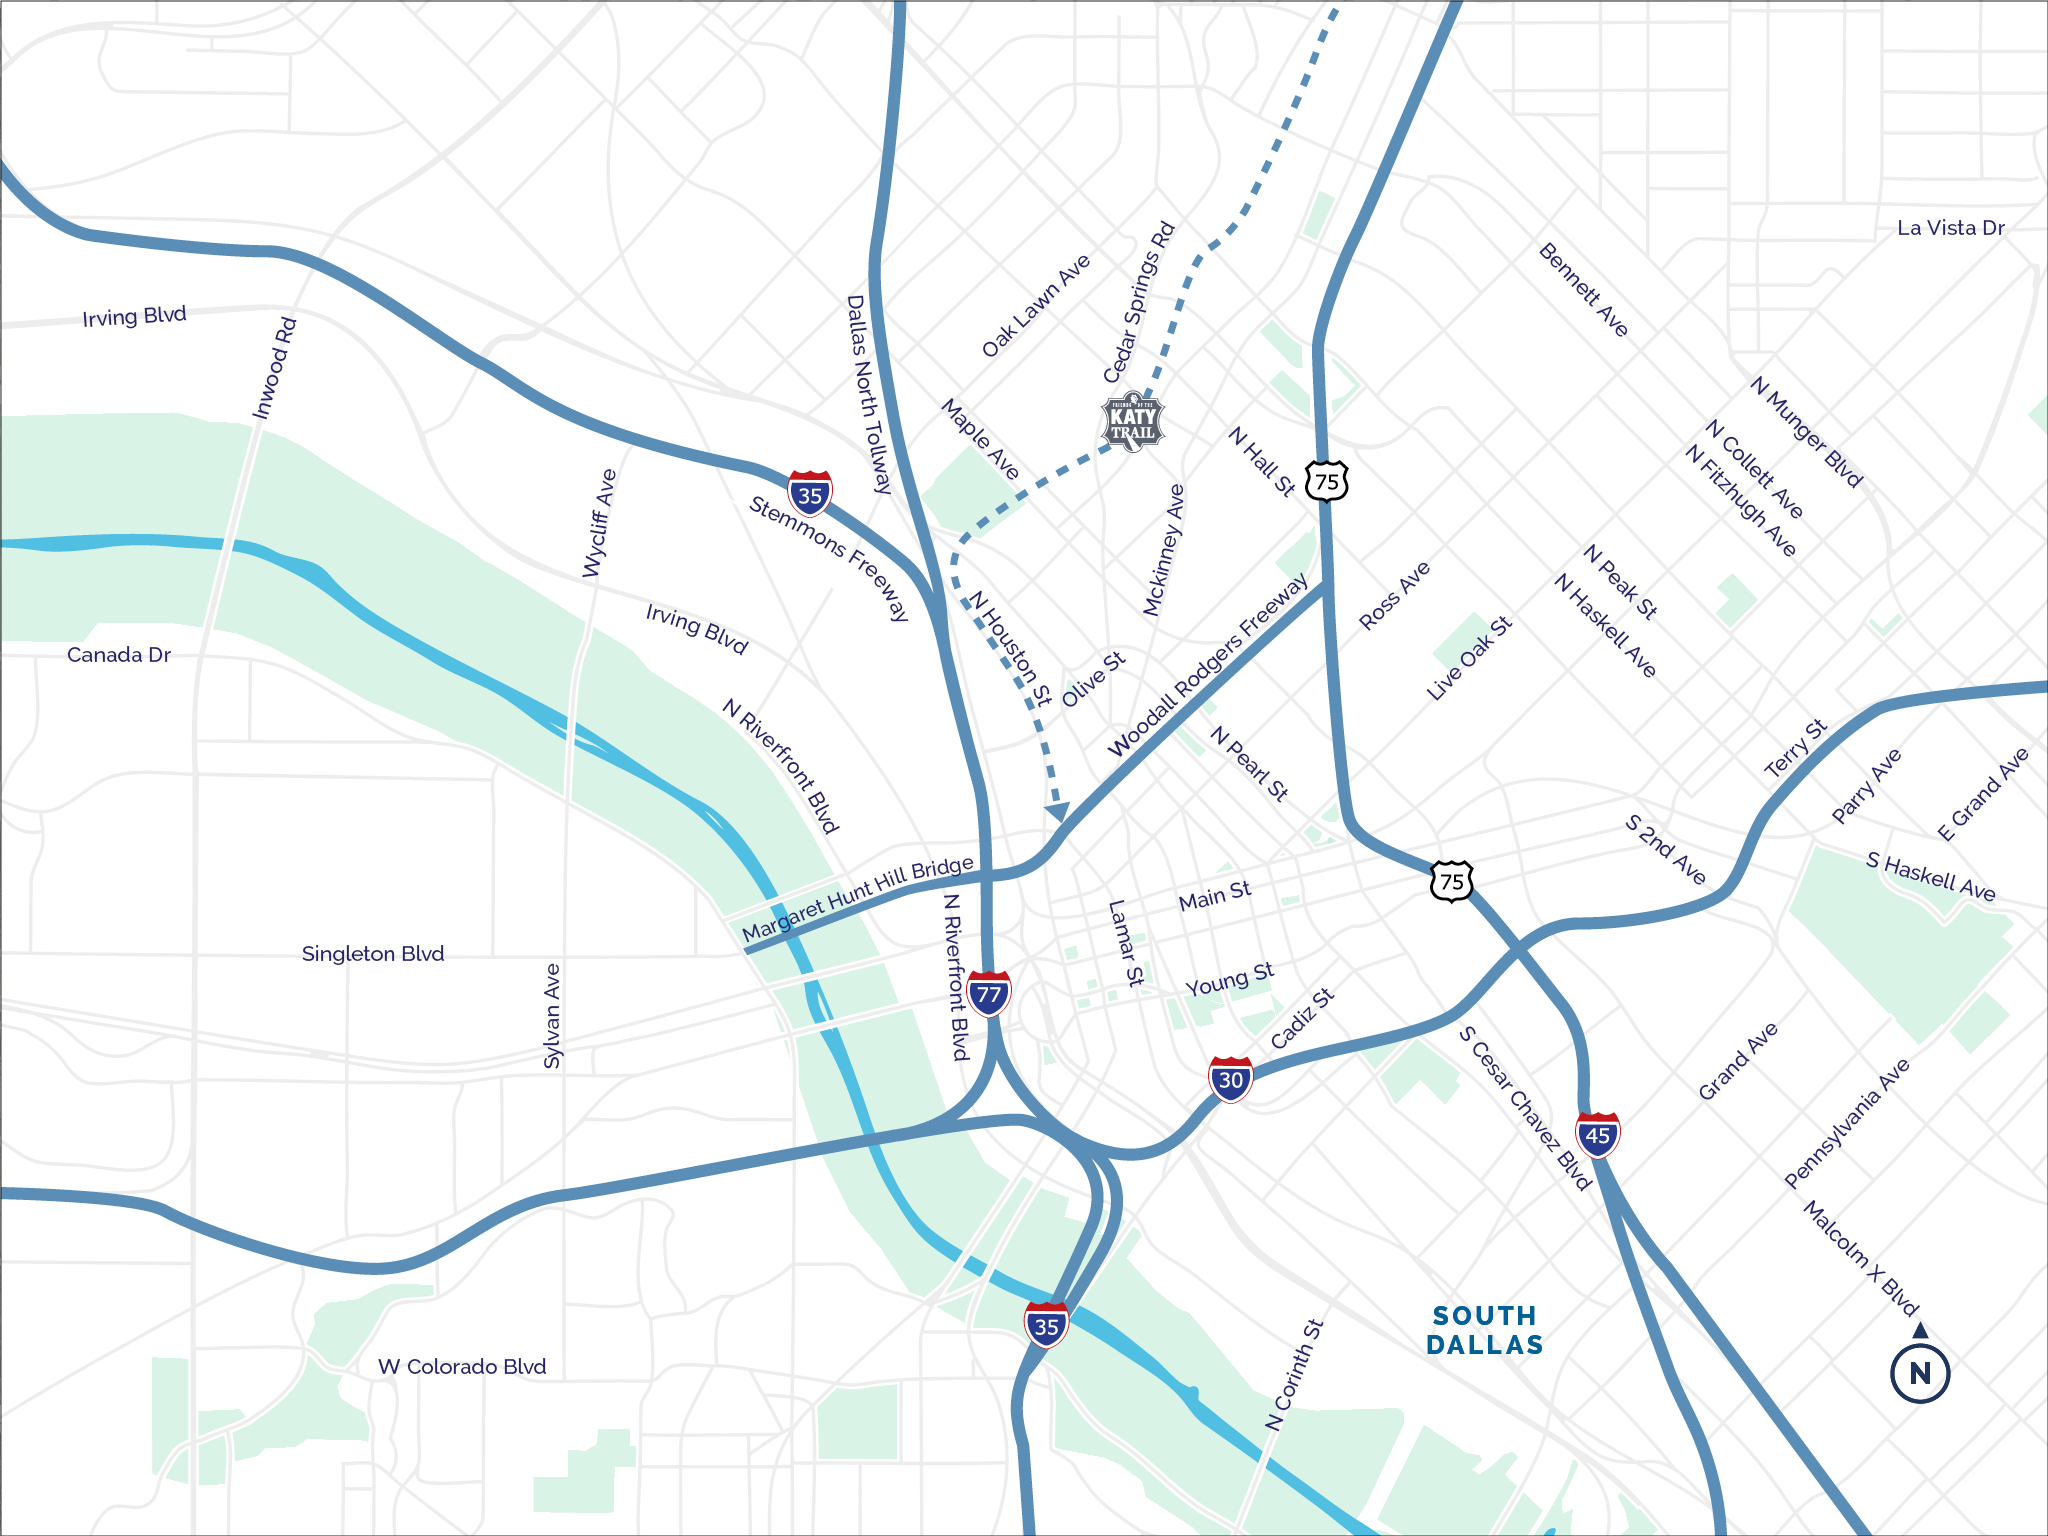 La Vista Dr
Bennett Ave
Cedar Springs Rd
Oak Lawn Ave
Dallas North Tollway
Irving Blvd
Inwood Rd
Maple Ave
FRIENDS OF THE
KATY
TRAIL
N Hall St
N Munger Blvd
N Collett Ave
N Fitzhugh Ave
75
35
Stemmons Freeway
Wycliff Ave
Mckinney Ave
N Peak St
N Haskell Ave
Ross Ave
Live Oak St
Irving Blvd
N Houston St
Olive St
Woodall Rodgers Freeway
Canada Dr
N Riverfront Blvd
N Pearl St
Terry St
Parry Ave
E Grand Ave
S 2nd Ave
S Haskell Ave
75
Margaret Hunt Hill Bridge
Main St
Lamar St
Young St
Cadiz St
N Riverfront Blvd
Singleton Blvd
Sylvan Ave
77
30
S Cesar Chavez Blvd
Grand Ave
Pennsylvania Ave
45
Malcolm X Blvd
35
SOUTH
DALLAS
N Corinth St
W Colorado Blvd
N